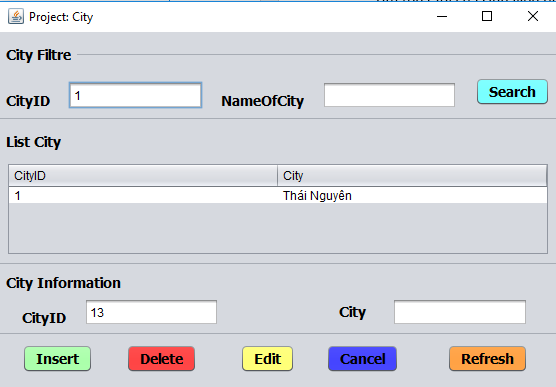 Project: City
City Filtre
CityID 1 NameOfCity Search
List City
CityID City
1 Thái Nguyên
City Information
CityID 13 City
Insert Delete Edit Cancel Refresh